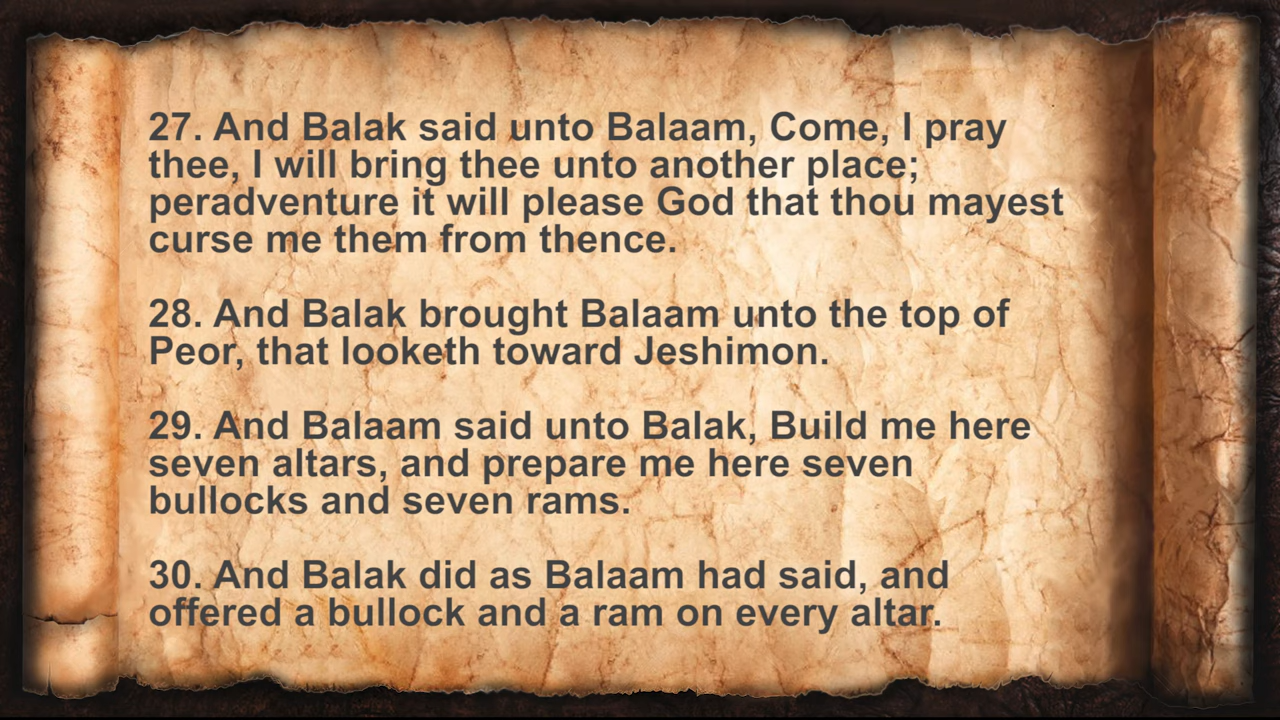 27. And Balak said unto Balaam, Come, I pray
thee, I will bring thee unto another place;
peradventure it will please God that thou mayest
curse me them from thence.
28. And Balak brought Balaam unto the top of
Peor, that looketh toward Jeshimon.
29. And Balaam said unto Balak, Build me here
seven altars, and prepare me here seven
bullocks and seven rams.
30. And Balak did as Balaam had said, and
offered a bullock and a ram on every altar.